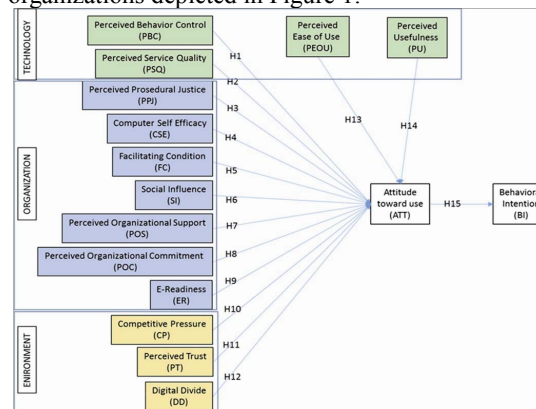 organizations depicted in Figure 1.
TECHNOLOGY
Perceived Behavior Control
(PBC)
Perceived Service Quality
(PSQ)
Perceived
Ease of Use
(PEOU)
Perceived
Usefulness
(PU)
H1
H2
H13
H14
ORGANIZATION
Perceived Prosedural Justice
(PPJ)
H3
Computer Self Efficacy
(CSE)
H4
Facilitating Condition
(FC)
H5
Social Influence
(SI)
H6
Perceived Organizational Support
(POS)
H7
Perceived Organizational Commitment
(POC)
H8
E-Readiness
(ER)
H9
Attitude
toward use
(ATT)
H15
Behavior
Intention
(BI)
ENIRONMENT
Competitive Pressure
(CP)
H10
Perceived Trust
(PT)
H11
Digital Divide
(DD)
H12